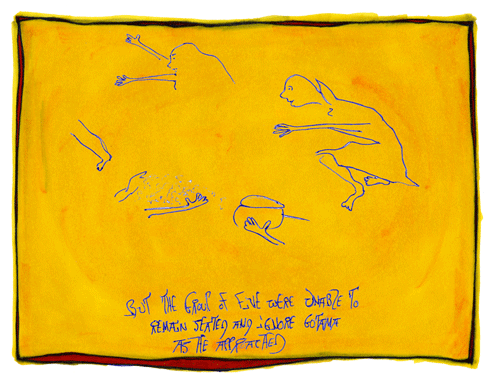 BUT THE GROUP OF FIVE WERE UNABLE TO
REMAIN SEATED AND IGNORE GOTAMA
AS HE APPROACHED